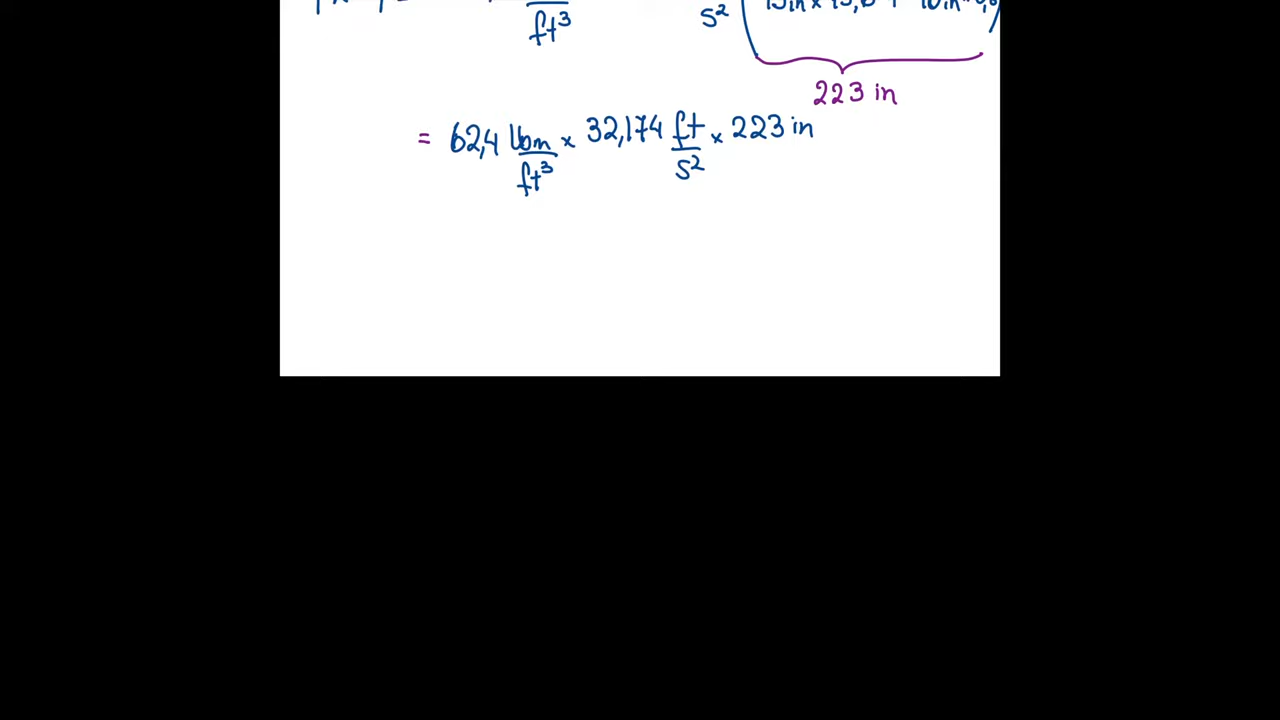 ft³ s²
223 in
= 62,4 lbm/ft³ × 32,174 ft/s² × 223 in